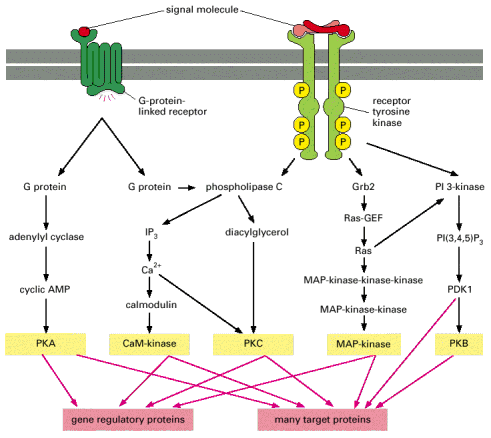 signal molecule
G-protein-
linked receptor
P
P
P
P
P
P
receptor
tyrosine
kinase
G protein
G protein
phospholipase C
Grb2
PI 3-kinase
Ras-GEF
adenylyl cyclase
IP3
diacylglycerol
Ras
PI(3,4,5)P3
Ca2+
MAP-kinase-kinase-kinase
cyclic AMP
PDK1
calmodulin
MAP-kinase-kinase
PKA
CaM-kinase
PKC
MAP-kinase
PKB
gene regulatory proteins
many target proteins